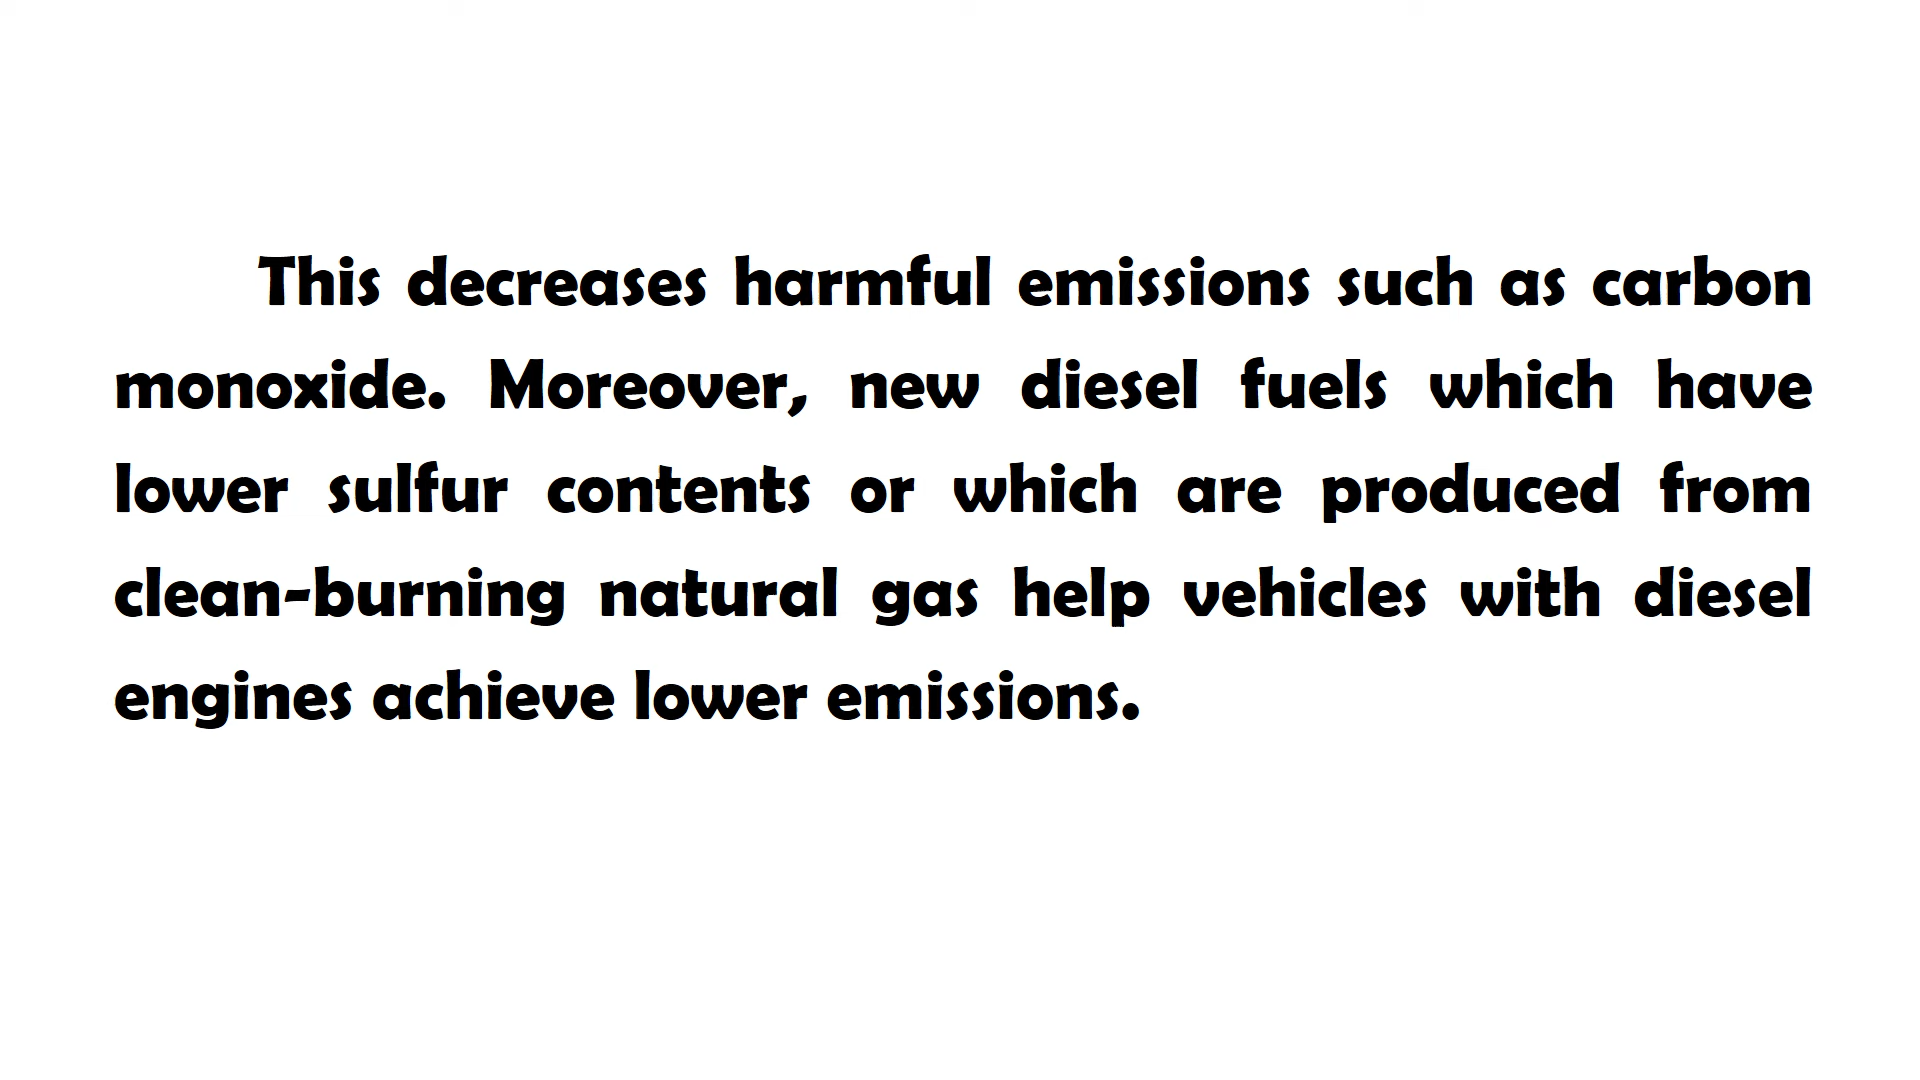 This decreases harmful emissions such as carbon
monoxide. Moreover, new diesel fuels which have
lower sulfur contents or which are produced from
clean-burning natural gas help vehicles with diesel
engines achieve lower emissions.